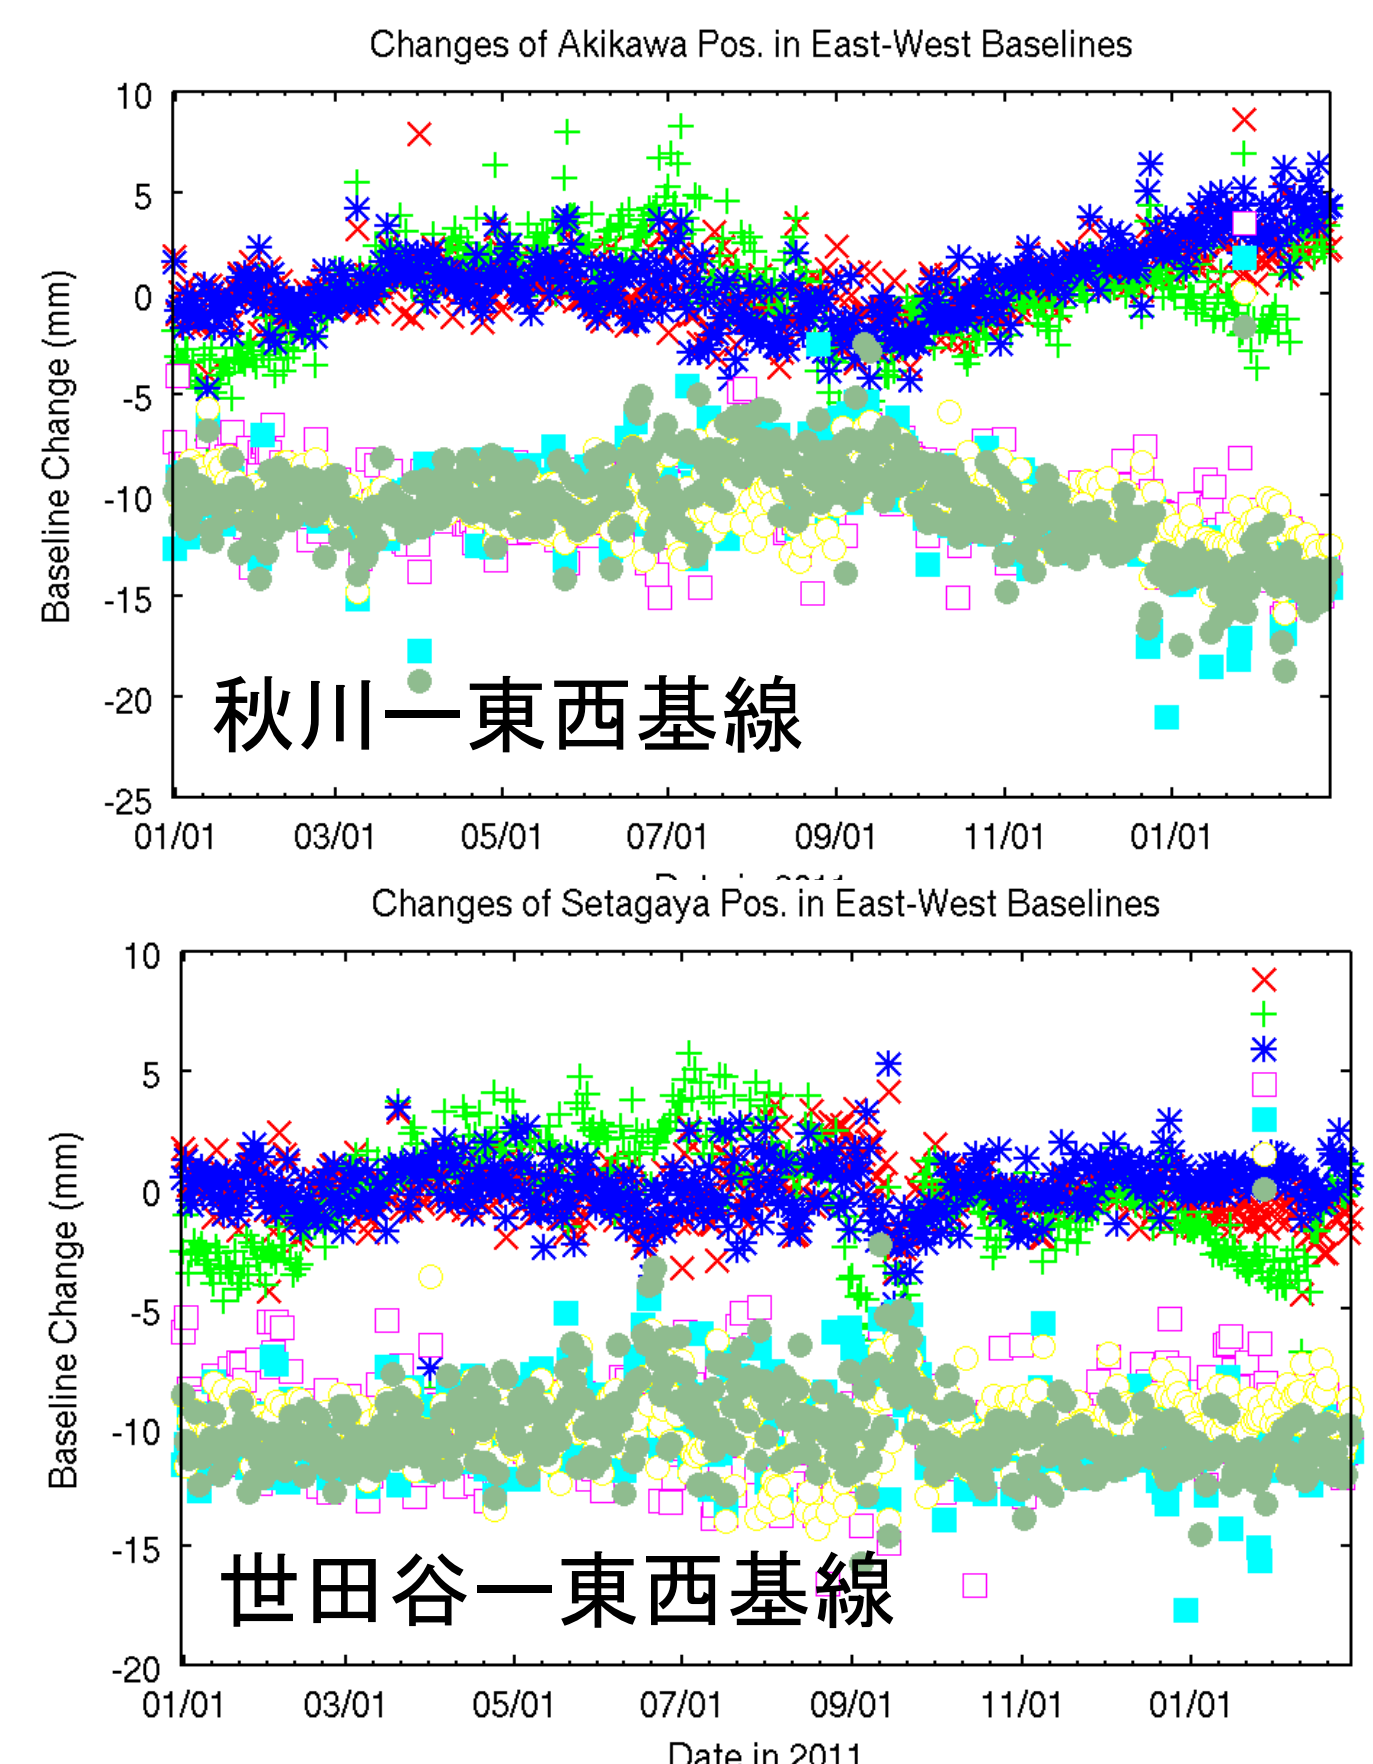 Changes of Akikawa Pos. in East-West Baselines
10
5
0
-5
-10
-15
-20
-25
Baseline Change (mm)
秋川―東西基線
01/01 03/01 05/01 07/01 09/01 11/01 01/01
Date in 2011
Changes of Setagaya Pos. in East-West Baselines
10
5
0
-5
-10
-15
-20
Baseline Change (mm)
世田谷―東西基線
01/01 03/01 05/01 07/01 09/01 11/01 01/01
Date in 2011